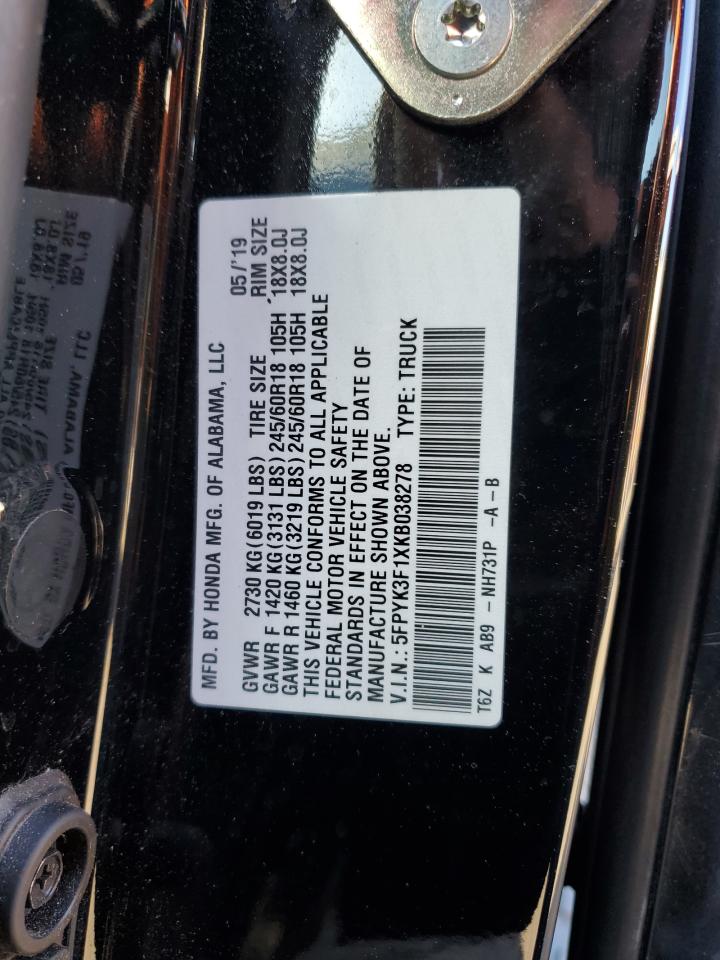 MFD. BY HONDA MFG. OF ALABAMA, LLC
05/'19
GVWR 2730 KG(6019 LBS) TIRE SIZE RIM SIZE
GAWR F 1420 KG(3131 LBS)245/60R18 105H 18X8.0J
GAWR R 1460 KG(3219 LBS)245/60R18 105H 18X8.0J
THIS VEHICLE CONFORMS TO ALL APPLICABLE
FEDERAL MOTOR VEHICLE SAFETY
STANDARDS IN EFFECT ON THE DATE OF
MANUFACTURE SHOWN ABOVE.
V.I.N.: 5FPYK3F1XKB038278 TYPE: TRUCK
T6Z K AB9 - NH731P -A-B